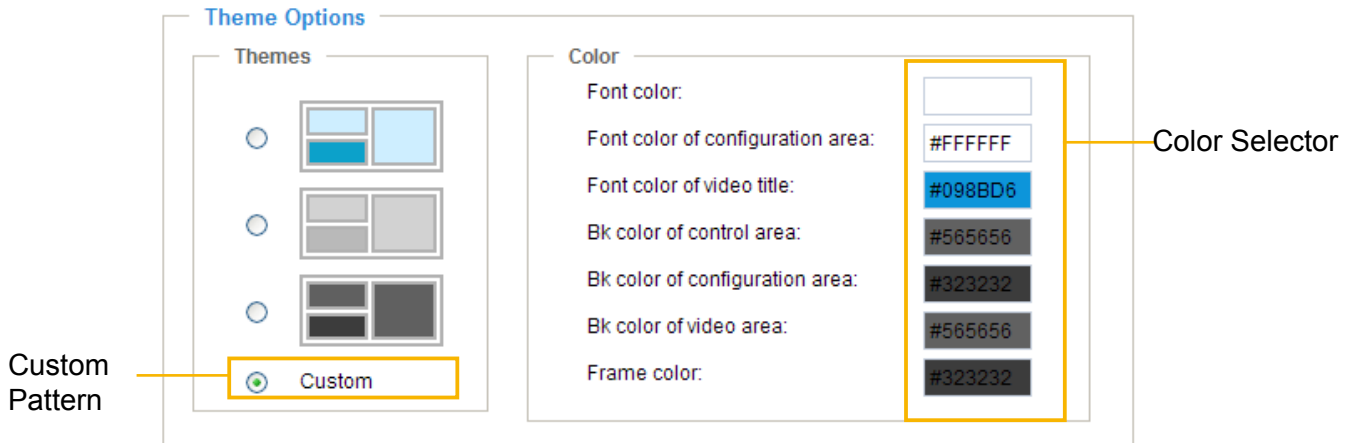 Theme Options
Themes
Color
Font color:
Font color of configuration area: #FFFFFF
Color Selector
Font color of video title: #098BD6
Bk color of control area: #565656
Bk color of configuration area: #323232
Bk color of video area: #565656
Frame color: #323232
Custom
Custom
Pattern